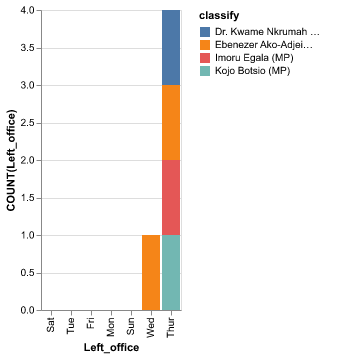 classify
Dr. Kwame Nkrumah …
Ebenezer Ako-Adjei…
Imoru Egala (MP)
Kojo Botsio (MP)
COUNT(Left_office)
4.0
3.5
3.0
2.5
2.0
1.5
1.0
0.5
0.0
Sat
Tue
Fri
Mon
Sun
Wed
Thur
Left_office